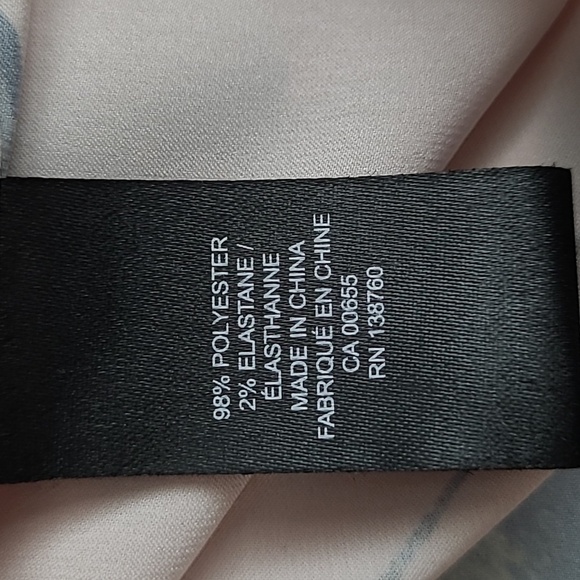 98% POLYESTER
2% ELASTANE /
ÉLASTHANNE
MADE IN CHINA
FABRIQUÉ EN CHINE
CA 00655
RN 138760